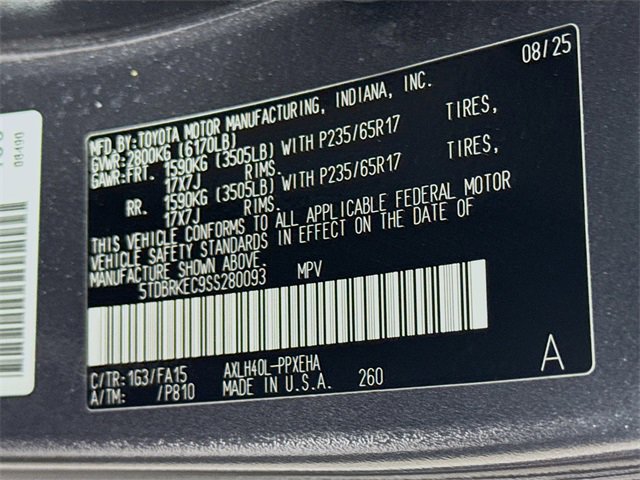 08/25
MFD.BY:TOYOTA MOTOR MANUFACTURING, INDIANA, INC.
GVWR:2800KG (6170LB)
GAWR:FRT. 1590KG (3505LB) WITH P235/65R17 TIRES,
17X7J RIMS.
RR. 1590KG (3505LB) WITH P235/65R17 TIRES,
17X7J RIMS.
THIS VEHICLE CONFORMS TO ALL APPLICABLE FEDERAL MOTOR
VEHICLE SAFETY STANDARDS IN EFFECT ON THE DATE OF
MANUFACTURE SHOWN ABOVE.
5TDBRKEC9SS280093 MPV
C/TR:1G3/FA15 AXLH40L-PPXEHA
A/TM: /P810 MADE IN U.S.A. 260 A